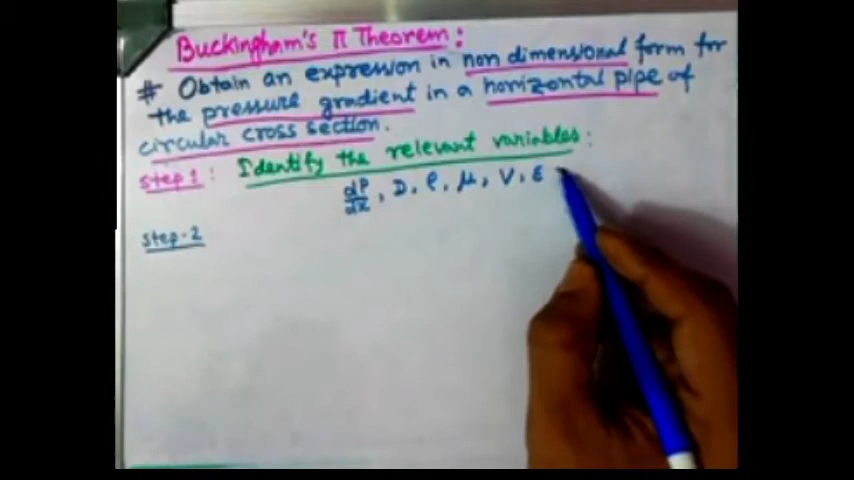 Buckingham's π Theorem:
# Obtain an expression in non dimensional form for
the pressure gradient in a horizontal pipe of
circular cross section.
Step 1: Identify the relevant variables:
dP/dx, D, ρ, μ, V, ε
Step-2